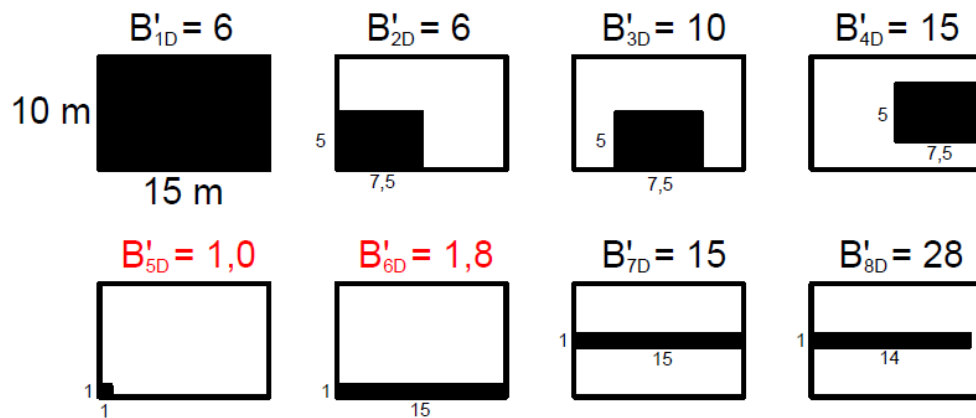 B'1D = 6
B'2D = 6
B'3D = 10
B'4D = 15
10 m
15 m
5
7,5
5
7,5
5
7,5
B'5D = 1,0
B'6D = 1,8
B'7D = 15
B'8D = 28
1
1
1
15
1
15
1
14